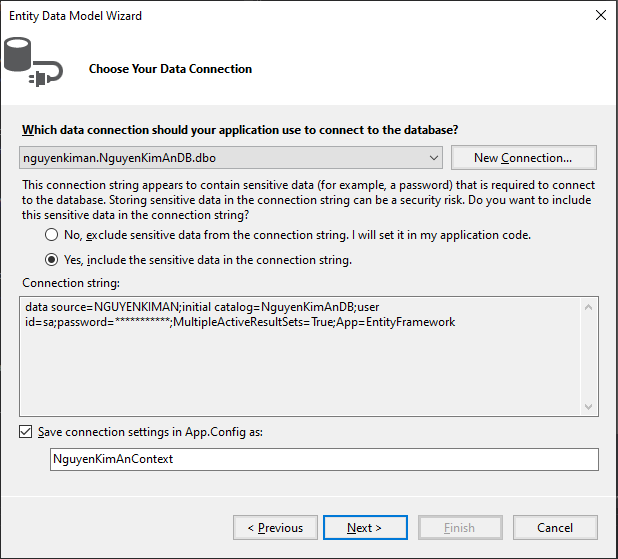 Entity Data Model Wizard
Choose Your Data Connection
Which data connection should your application use to connect to the database?
nguyenkiman.NguyenKimAnDB.dbo
New Connection...
This connection string appears to contain sensitive data (for example, a password) that is required to connect
to the database. Storing sensitive data in the connection string can be a security risk. Do you want to include
this sensitive data in the connection string?
No, exclude sensitive data from the connection string. I will set it in my application code.
Yes, include the sensitive data in the connection string.
Connection string:
data source=NGUYENKIMAN;initial catalog=NguyenKimAnDB;user
id=sa;password=***********;MultipleActiveResultSets=True;App=EntityFramework
Save connection settings in App.Config as:
NguyenKimAnContext
< Previous
Next >
Finish
Cancel